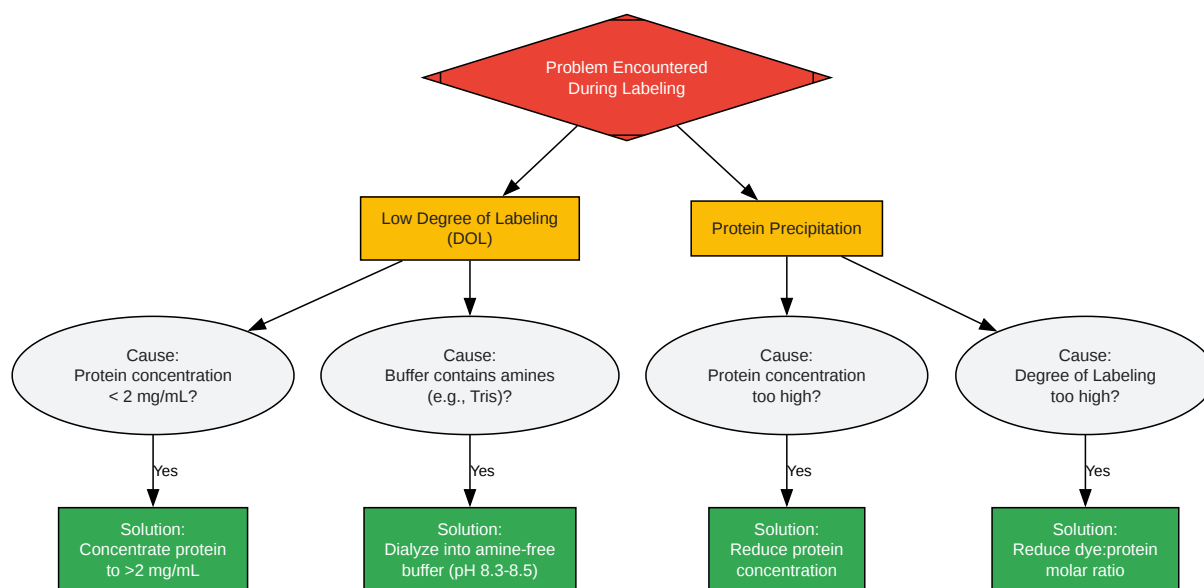 Problem Encountered
During Labeling
Low Degree of Labeling
(DOL)
Protein Precipitation
Cause:
Protein concentration
< 2 mg/mL?
Cause:
Buffer contains amines
(e.g., Tris)?
Cause:
Protein concentration
too high?
Cause:
Degree of Labeling
too high?
Yes
Yes
Yes
Yes
Solution:
Concentrate protein
to >2 mg/mL
Solution:
Dialyze into amine-free
buffer (pH 8.3-8.5)
Solution:
Reduce protein
concentration
Solution:
Reduce dye:protein
molar ratio